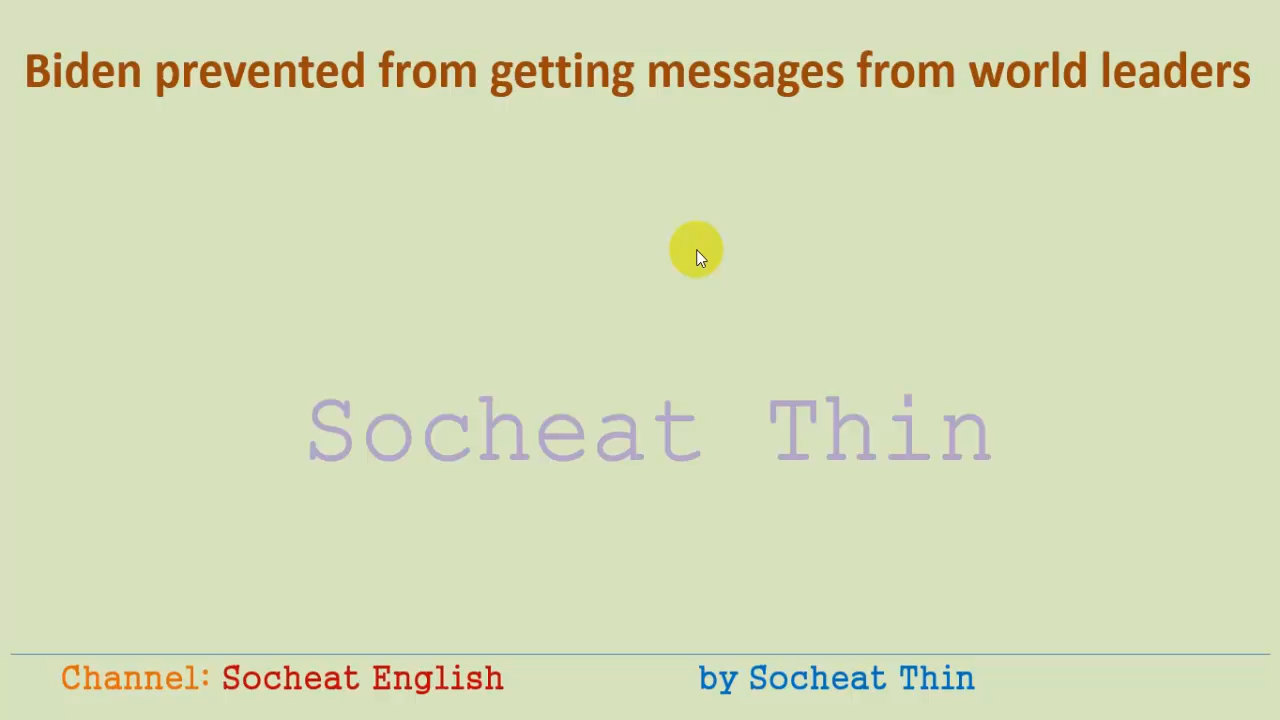 Biden prevented from getting messages from world leaders
Socheat Thin
Channel: Socheat English by Socheat Thin